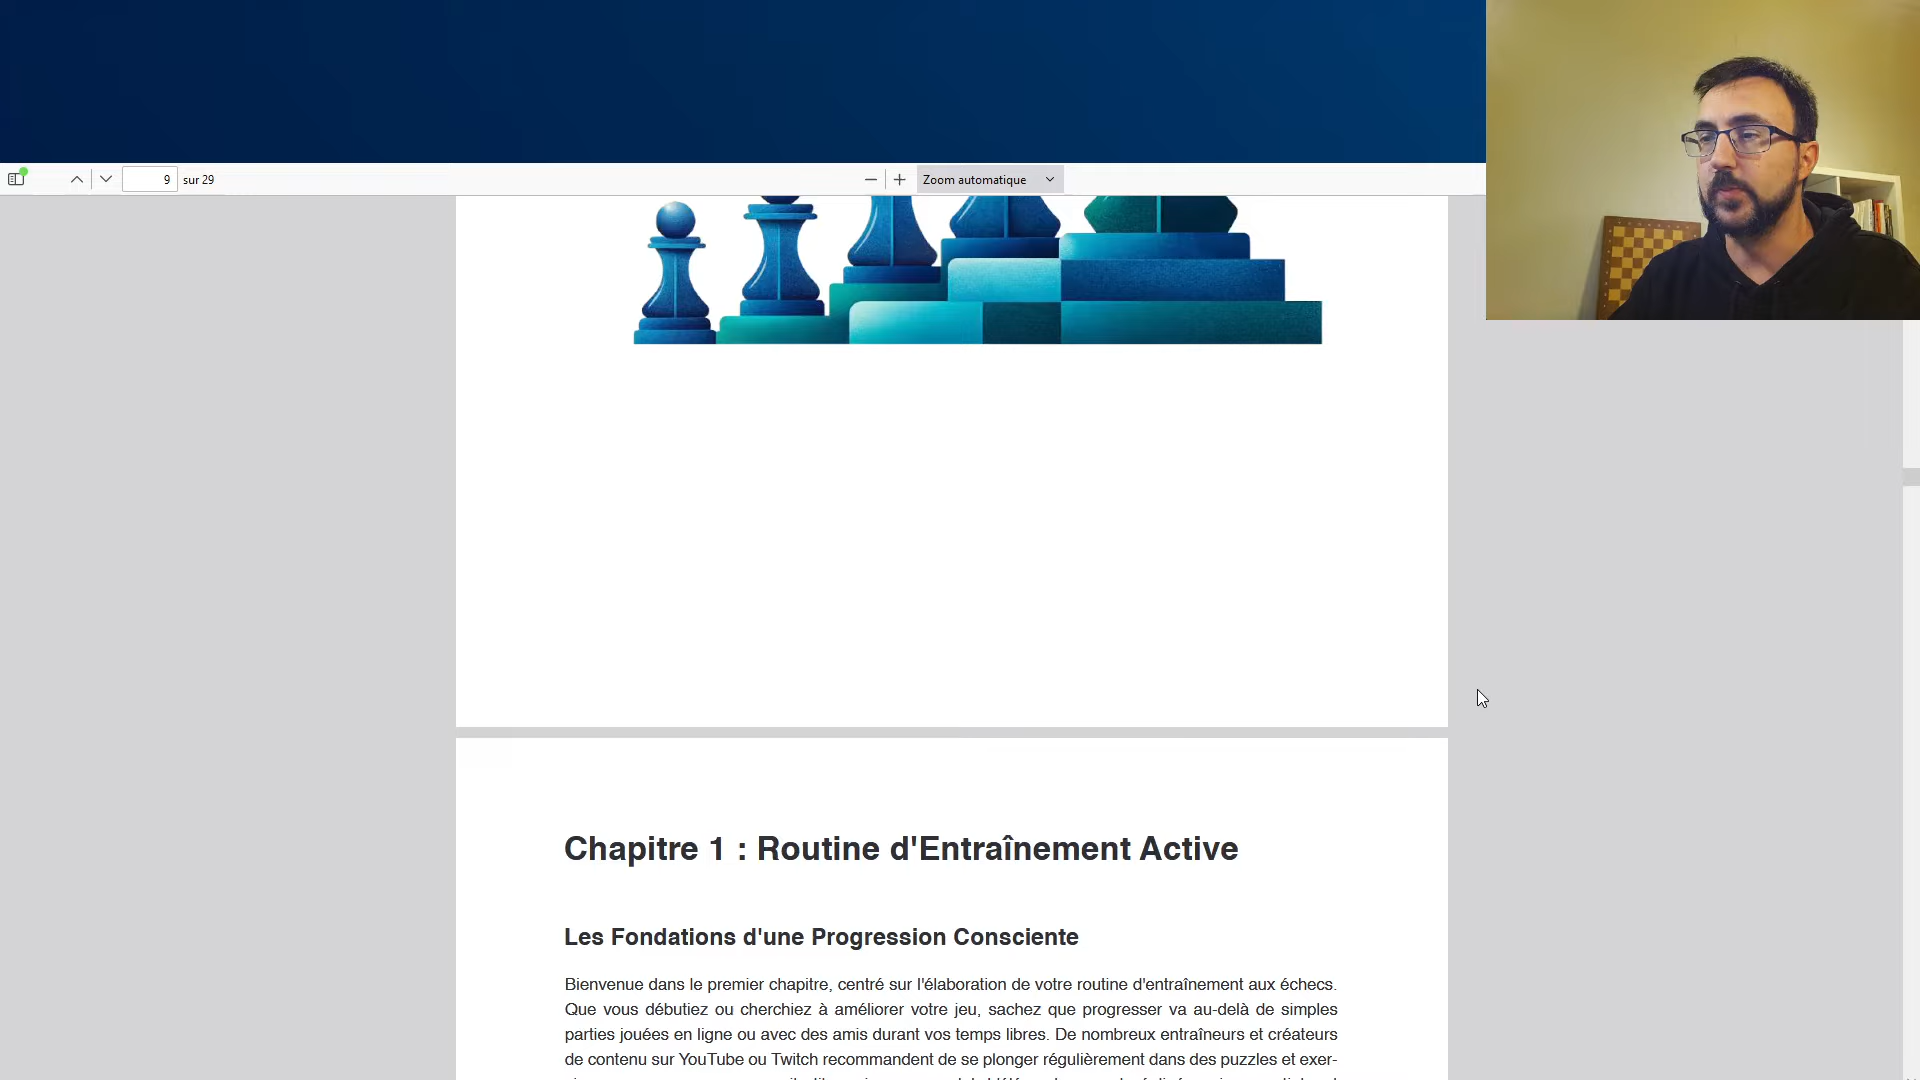 9 sur 29
Zoom automatique
Chapitre 1 : Routine d'Entraînement Active
Les Fondations d'une Progression Consciente
Bienvenue dans le premier chapitre, centré sur l'élaboration de votre routine d'entraînement aux échecs.
Que vous débutiez ou cherchiez à améliorer votre jeu, sachez que progresser va au-delà de simples
parties jouées en ligne ou avec des amis durant vos temps libres. De nombreux entraîneurs et créateurs
de contenu sur YouTube ou Twitch recommandent de se plonger régulièrement dans des puzzles et exer-